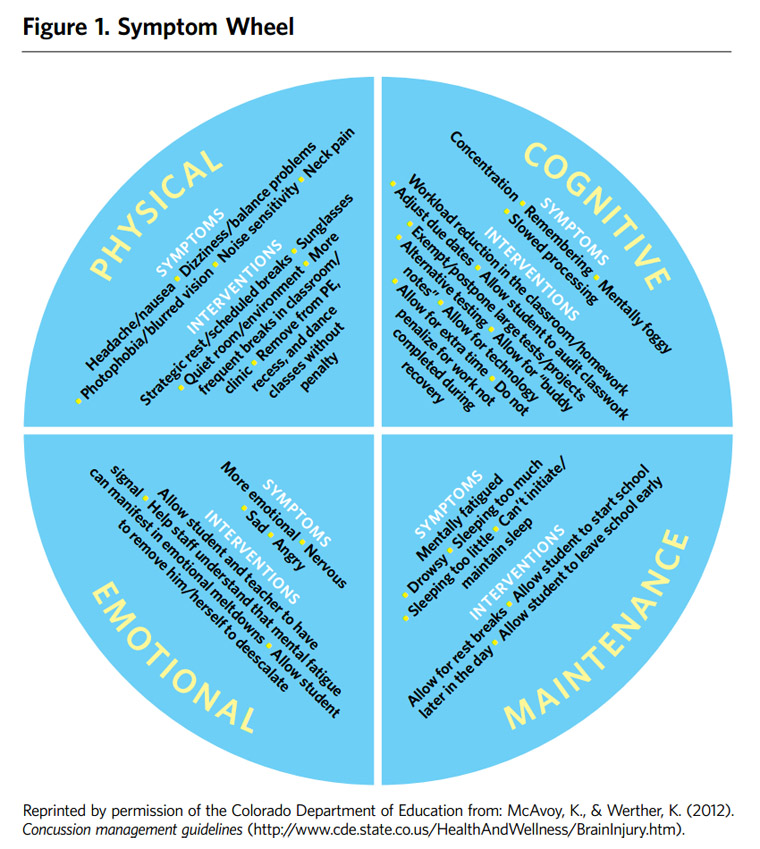 Figure 1. Symptom Wheel
PHYSICAL
SYMPTOMS
Headache/nausea • Dizziness/balance problems
• Photophobia/blurred vision • Noise sensitivity • Neck pain
INTERVENTIONS
Strategic rest/scheduled breaks • Sunglasses
• Quiet room/environment • More
frequent breaks in classroom/
clinic • Remove from PE,
recess, and dance
classes without
penalty
COGNITIVE
SYMPTOMS
Concentration • Remembering • Mentally foggy
• Slowed processing
INTERVENTIONS
Workload reduction in the classroom/homework
• Adjust due dates • Allow student to audit classwork
• Exempt/postpone large tests/projects
• Alternative testing • Allow for “buddy
notes” • Allow for technology
• Allow for extra time • Do not
penalize for work not
completed during
recovery
EMOTIONAL
SYMPTOMS
More emotional • Nervous
• Sad • Angry
INTERVENTIONS
Allow student and teacher to have
signal • Help staff understand that mental fatigue
can manifest in emotional meltdowns • Allow student
to remove him/herself to deescalate
MAINTENANCE
SYMPTOMS
Mentally fatigued
• Drowsy • Sleeping too much
• Sleeping too little • Can't initiate/
maintain sleep
INTERVENTIONS
Allow for rest breaks • Allow student to start school
later in the day • Allow student to leave school early
Reprinted by permission of the Colorado Department of Education from: McAvoy, K., & Werther, K. (2012).
Concussion management guidelines (http://www.cde.state.co.us/HealthAndWellness/BrainInjury.htm).